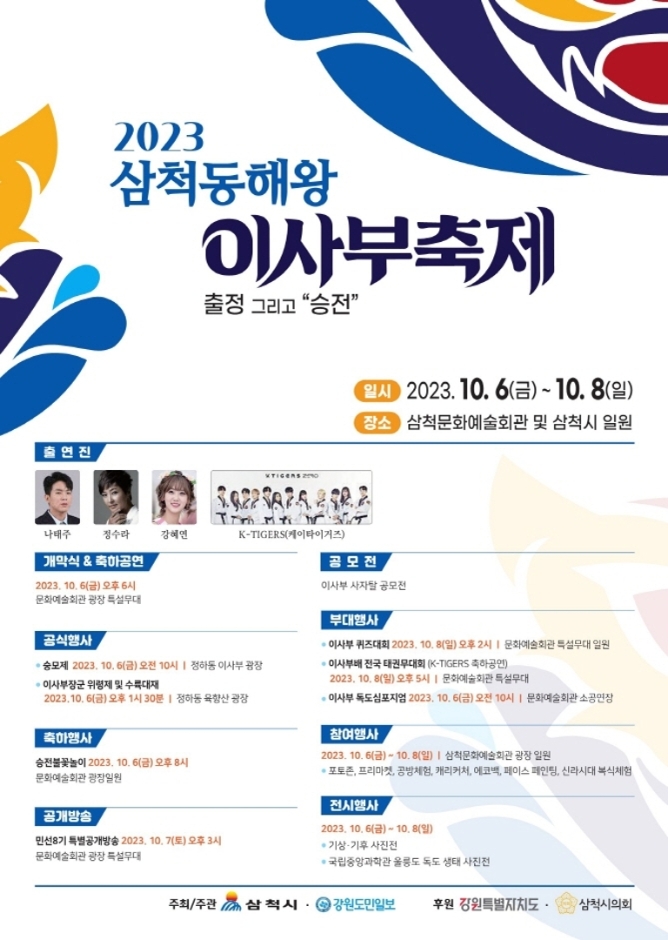 2023
삼척동해왕
이사부축제
출정 그리고 “승전”
일시 2023. 10. 6(금) ~ 10. 8(일)
장소 삼척문화예술회관 및 삼척시 일원
출연진
K-TIGERS
나태주
정수라
강혜연
K-TIGERS(케이타이거즈)
개막식 & 축하공연
2023. 10. 6(금) 오후 6시
문화예술회관 광장 특설무대
공식행사
• 숭모제 2023. 10. 6(금) 오전 10시 | 정하동 이사부 광장
• 이사부장군 위령제 및 수륙대재
2023.10. 6(금) 오후 1시 30분 | 정하동 육향산 광장
축하행사
승전불꽃놀이 2023. 10. 6(금) 오후 8시
문화예술회관 광장일원
공개방송
민선8기 특별공개방송 2023. 10. 7(토) 오후 3시
문화예술회관 광장 특설무대
공모전
이사부 사자탈 공모전
부대행사
• 이사부 퀴즈대회 2023. 10. 8(일) 오후 2시 | 문화예술회관 특설무대 일원
• 이사부배 전국 태권무대회 (K-TIGERS 축하공연)
2023. 10. 8(일) 오후 5시 | 문화예술회관 특설무대
• 이사부 독도심포지엄 2023. 10. 6(금) 오전 10시 | 문화예술회관 소공연장
참여행사
2023. 10. 6(금) ~ 10. 8(일) | 삼척문화예술회관 광장 일원
• 포토존, 프리마켓, 공방체험, 캐리커처, 에코백, 페이스 페인팅, 신라시대 복식체험
전시행사
2023. 10. 6(금) ~ 10. 8(일)
• 기상·기후 사진전
• 국립중앙과학관 울릉도 독도 생태 사진전
주최/주관 삼척시 · 강원도민일보 후원 강원특별자치도 · 삼척시의회